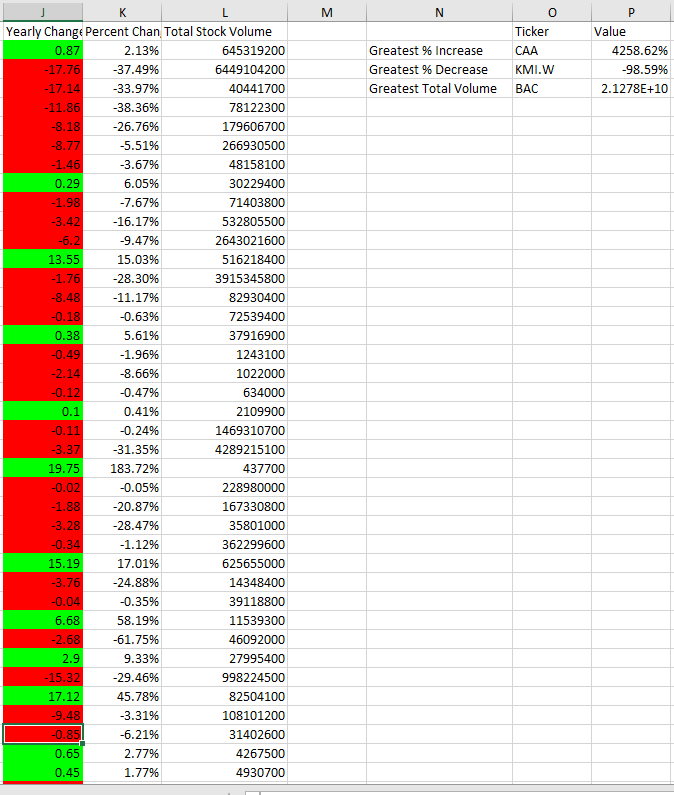 J K L M N O P
Yearly Change Percent Chan Total Stock Volume Ticker Value
0.87 2.13% 645319200 Greatest % Increase CAA 4258.62%
-17.76 -37.49% 6449104200 Greatest % Decrease KMI.W -98.59%
-17.14 -33.97% 40441700 Greatest Total Volume BAC 2.1278E+10
-11.86 -38.36% 78122300
-8.18 -26.76% 179606700
-8.77 -5.51% 266930500
-1.46 -3.67% 48158100
0.29 6.05% 30229400
-1.98 -7.67% 71403800
-3.42 -16.17% 532805500
-6.2 -9.47% 2643021600
13.55 15.03% 516218400
-1.76 -28.30% 3915345800
-8.48 -11.17% 82930400
-0.18 -0.63% 72539400
0.38 5.61% 37916900
-0.49 -1.96% 1243100
-2.14 -8.66% 1022000
-0.12 -0.47% 634000
0.1 0.41% 2109900
-0.11 -0.24% 1469310700
-3.37 -31.35% 4289215100
19.75 183.72% 437700
-0.02 -0.05% 228980000
-1.88 -20.87% 167330800
-3.28 -28.47% 35801000
-0.34 -1.12% 362299600
15.19 17.01% 625655000
-3.76 -24.88% 14348400
-0.04 -0.35% 39118800
6.68 58.19% 11539300
-2.68 -61.75% 46092000
2.9 9.33% 27995400
-15.32 -29.46% 998224500
17.12 45.78% 82504100
-9.48 -3.31% 108101200
-0.85 -6.21% 31402600
0.65 2.77% 4267500
0.45 1.77% 4930700